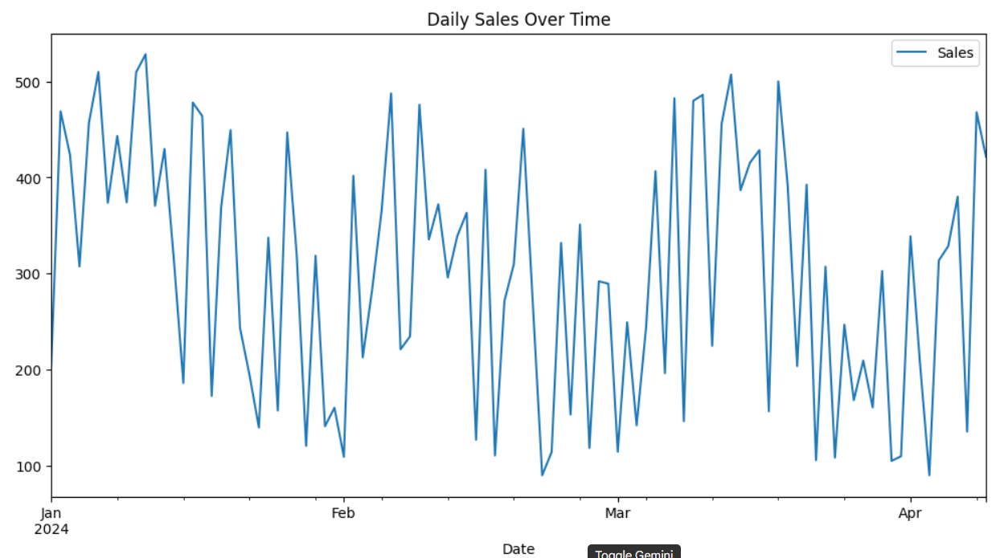 Daily Sales Over Time
Sales
500
400
300
200
100
Jan Feb Mar Apr
2024
Date
Toggle Gemini